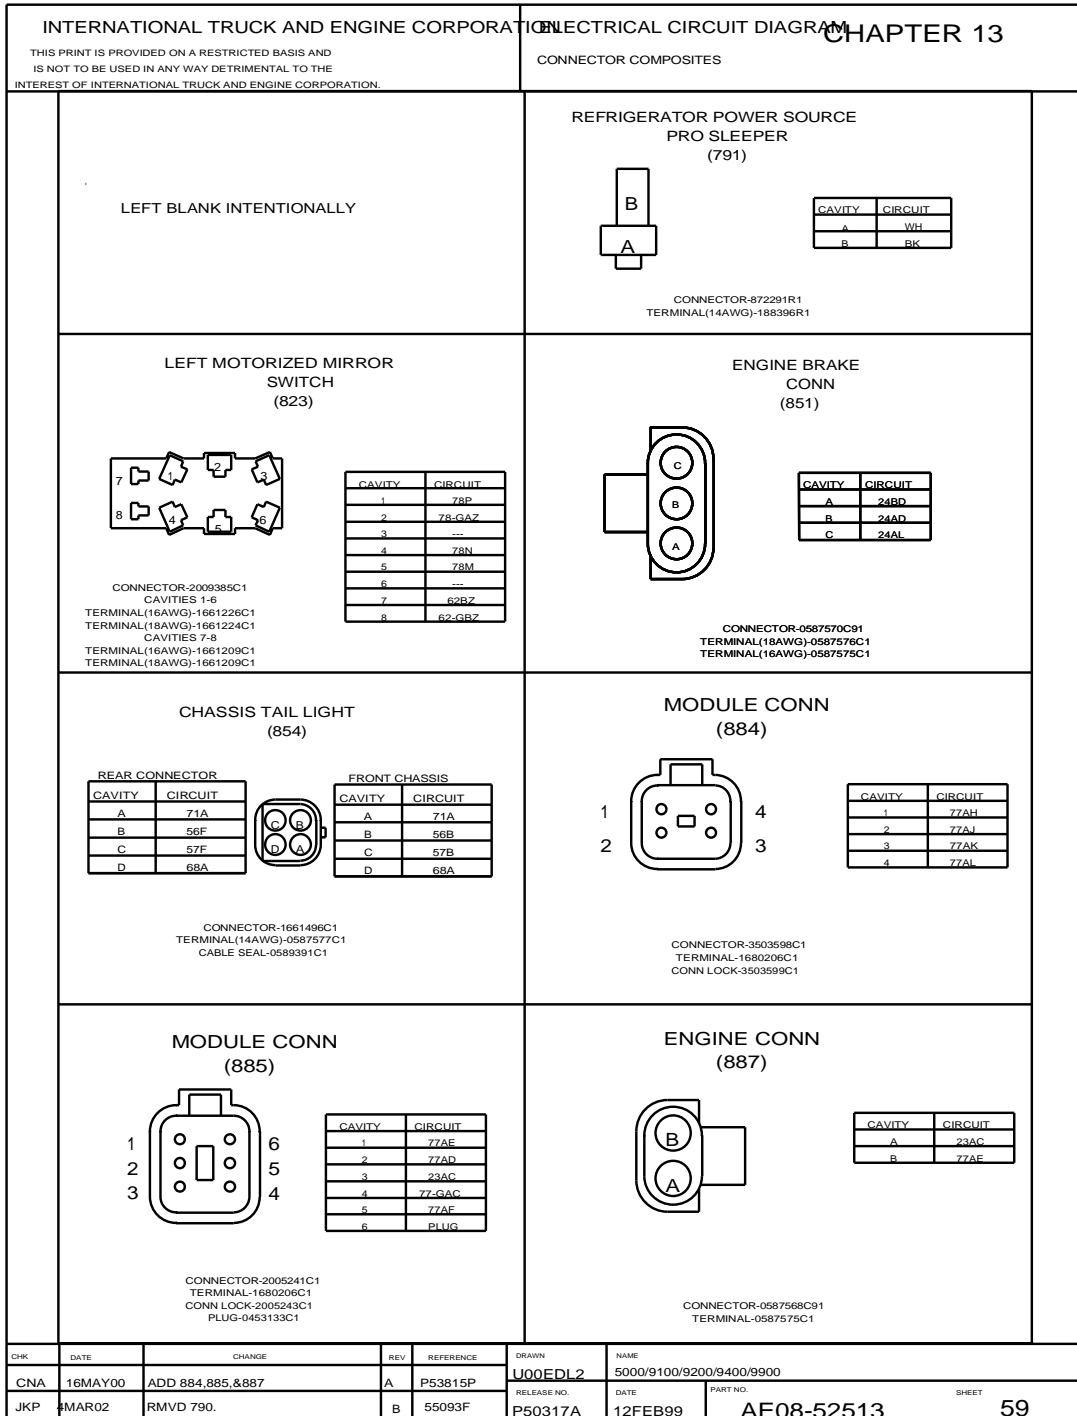 INTERNATIONAL TRUCK AND ENGINE CORPORATION
THIS PRINT IS PROVIDED ON A RESTRICTED BASIS AND
IS NOT TO BE USED IN ANY WAY DETRIMENTAL TO THE
INTEREST OF INTERNATIONAL TRUCK AND ENGINE CORPORATION.
ELECTRICAL CIRCUIT DIAGRAM
CHAPTER 13
CONNECTOR COMPOSITES
LEFT BLANK INTENTIONALLY
REFRIGERATOR POWER SOURCE
PRO SLEEPER
(791)
B
A
CAVITY CIRCUIT
A WH
B BK
CONNECTOR-872291R1
TERMINAL(14AWG)-188396R1
LEFT MOTORIZED MIRROR
SWITCH
(823)
7 1 2 3
8 4 5 6
CAVITY CIRCUIT
1 78P
2 78-GAZ
3 ---
4 78N
5 78M
6 ---
7 62BZ
8 62-GBZ
CONNECTOR-2009385C1
CAVITIES 1-6
TERMINAL(16AWG)-1661226C1
TERMINAL(18AWG)-1661224C1
CAVITIES 7-8
TERMINAL(16AWG)-1661209C1
TERMINAL(18AWG)-1661209C1
ENGINE BRAKE
CONN
(851)
C
B
A
CAVITY CIRCUIT
A 24BD
B 24AD
C 24AL
CONNECTOR-0587570C91
TERMINAL(18AWG)-0587576C1
TERMINAL(16AWG)-0587575C1
CHASSIS TAIL LIGHT
(854)
REAR CONNECTOR
CAVITY CIRCUIT
A 71A
B 56F
C 57F
D 68A
C B
D A
FRONT CHASSIS
CAVITY CIRCUIT
A 71A
B 56B
C 57B
D 68A
CONNECTOR-1661496C1
TERMINAL(14AWG)-0587577C1
CABLE SEAL-0589391C1
MODULE CONN
(884)
1 4
2 3
CAVITY CIRCUIT
1 77AH
2 77AJ
3 77AK
4 77AL
CONNECTOR-3503598C1
TERMINAL-1680206C1
CONN LOCK-3503599C1
MODULE CONN
(885)
1 6
2 5
3 4
CAVITY CIRCUIT
1 77AE
2 77AD
3 23AC
4 77-GAC
5 77AF
6 PLUG
CONNECTOR-2005241C1
TERMINAL-1680206C1
CONN LOCK-2005243C1
PLUG-0453133C1
ENGINE CONN
(887)
B
A
CAVITY CIRCUIT
A 23AC
B 77AE
CONNECTOR-0587568C91
TERMINAL-0587575C1
CHK DATE CHANGE REV REFERENCE
CNA 16MAY00 ADD 884,885,&887 A P53815P
JKP 4MAR02 RMVD 790. B 55093F
DRAWN
U00EDL2
NAME
5000/9100/9200/9400/9900
RELEASE NO.
P50317A
DATE
12FEB99
PART NO.
AE08-52513
SHEET
59